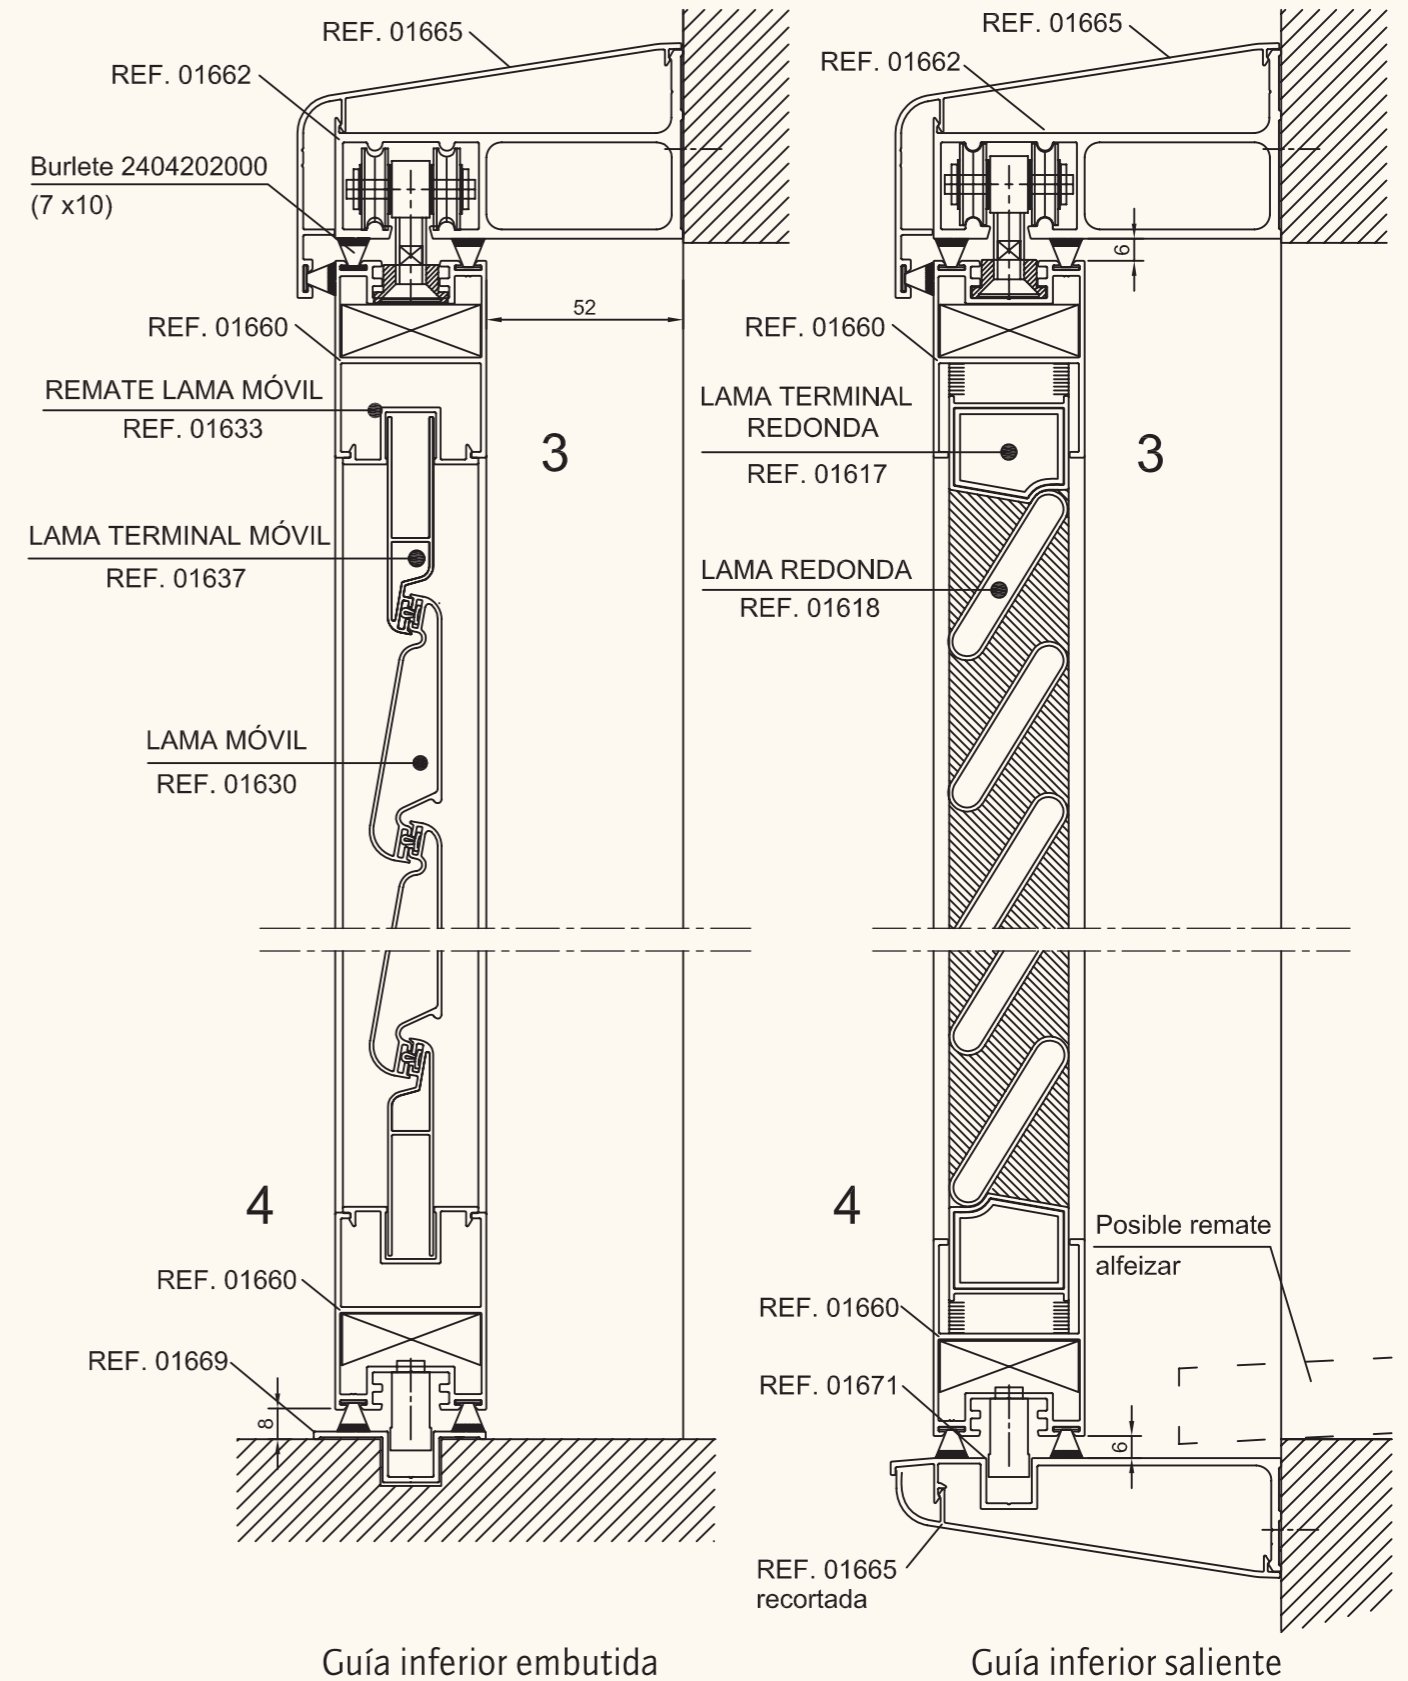 REF. 01665
REF. 01662
Burlete 2404202000
(7 x10)
REF. 01660
52
REMATE LAMA MÓVIL
REF. 01633
3
LAMA TERMINAL MÓVIL
REF. 01637
LAMA MÓVIL
REF. 01630
4
REF. 01660
REF. 01669
8
Guía inferior embutida
REF. 01665
REF. 01662
6
REF. 01660
LAMA TERMINAL
REDONDA
REF. 01617
3
LAMA REDONDA
REF. 01618
4
Posible remate
alfeizar
REF. 01660
REF. 01671
6
REF. 01665
recortada
Guía inferior saliente